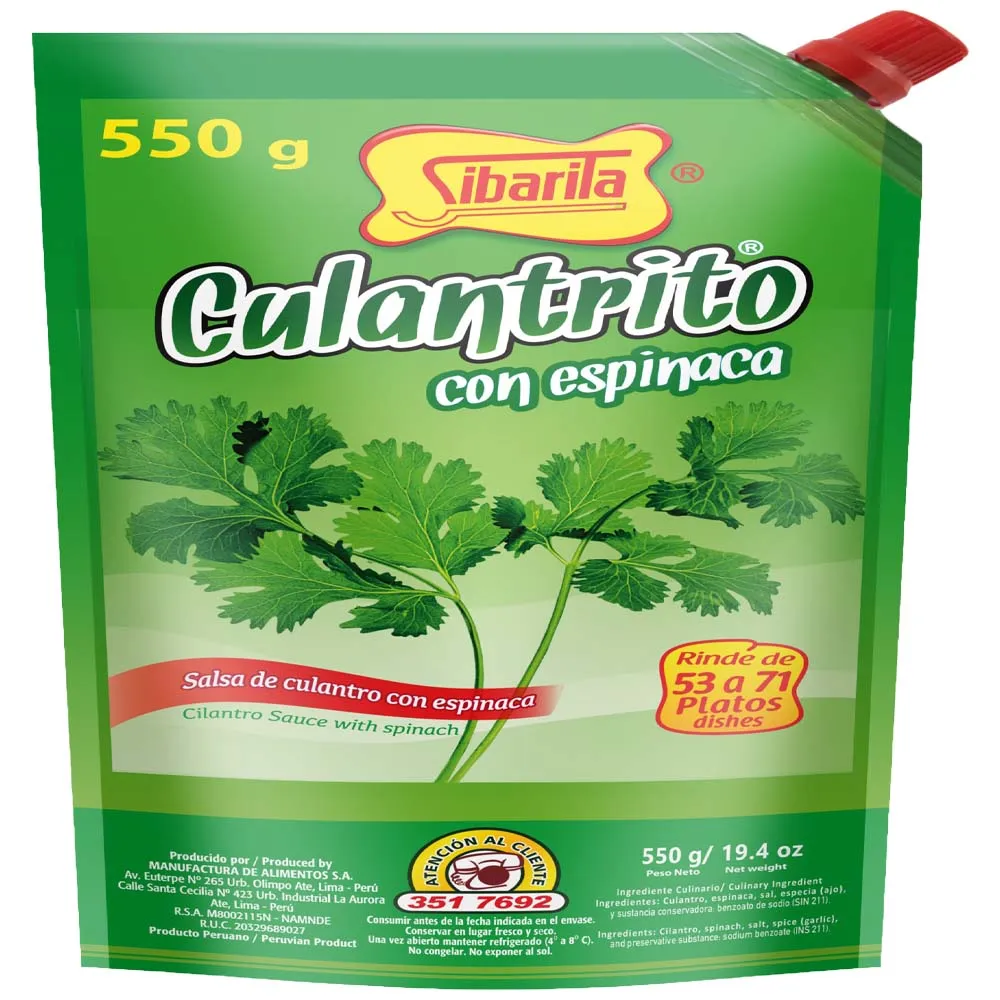 550 g
Sibarita ®
Culantrito ®
con espinaca
Salsa de culantro con espinaca
Cilantro Sauce with spinach
Rinde de
53 a 71
Platos
dishes
Producido por / Produced by
MANUFACTURA DE ALIMENTOS S.A.
Av. Euterpe Nº 265 Urb. Olimpo Ate, Lima - Perú
Calle Santa Cecilia Nº 423 Urb. Industrial La Aurora
Ate, Lima - Perú
R.S.A. M8002115N - NAMNDE
R.U.C. 20329689027
Producto Peruano / Peruvian Product
ATENCIÓN AL CLIENTE
351 7692
Consumir antes de la fecha indicada en el envase.
Conservar en lugar fresco y seco.
Una vez abierto mantener refrigerado (4° a 8° C).
No congelar. No exponer al sol.
550 g/ 19.4 oz
Peso Neto Net weight
Ingrediente Culinario/ Culinary Ingredient
Ingredientes: Culantro, espinaca, sal, especia (ajo),
y sustancia conservadora: benzoato de sodio (SIN 211).
Ingredients: Cilantro, spinach, salt, spice (garlic),
and preservative substance: sodium benzoate (INS 211).